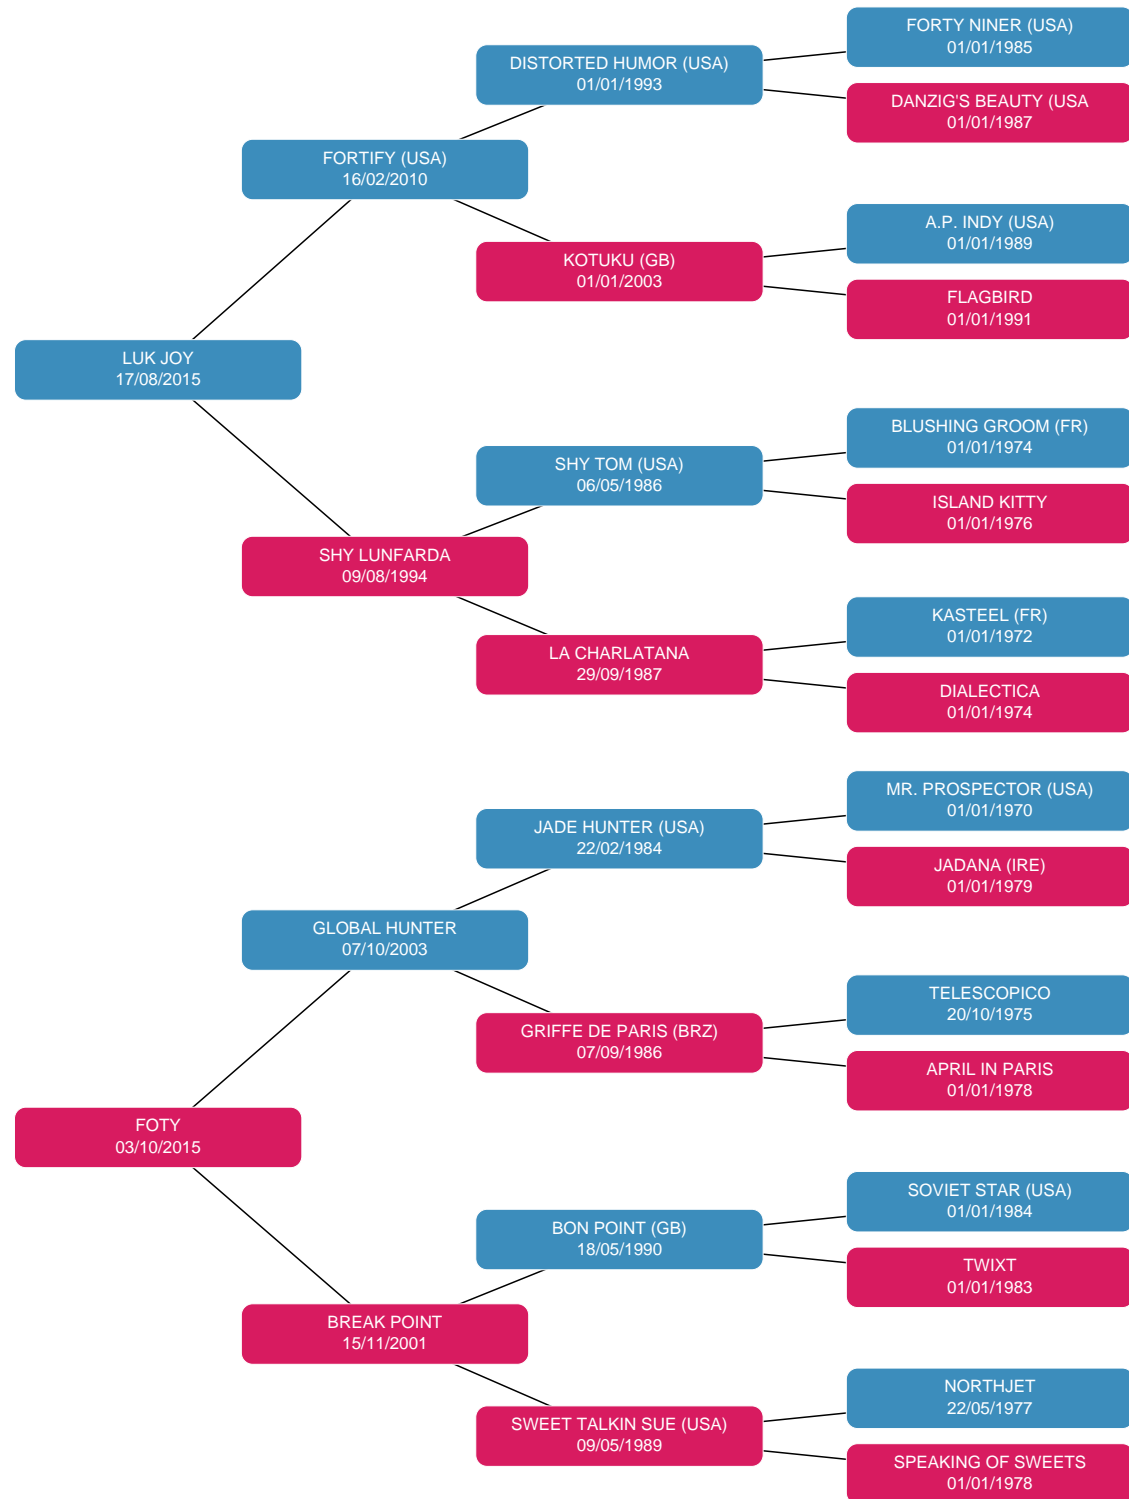 FORTY NINER (USA)
01/01/1985
DISTORTED HUMOR (USA)
01/01/1993
DANZIG'S BEAUTY (USA
01/01/1987
FORTIFY (USA)
16/02/2010
A.P. INDY (USA)
01/01/1989
KOTUKU (GB)
01/01/2003
FLAGBIRD
01/01/1991
LUK JOY
17/08/2015
BLUSHING GROOM (FR)
01/01/1974
SHY TOM (USA)
06/05/1986
ISLAND KITTY
01/01/1976
SHY LUNFARDA
09/08/1994
KASTEEL (FR)
01/01/1972
LA CHARLATANA
29/09/1987
DIALECTICA
01/01/1974
MR. PROSPECTOR (USA)
01/01/1970
JADE HUNTER (USA)
22/02/1984
JADANA (IRE)
01/01/1979
GLOBAL HUNTER
07/10/2003
TELESCOPICO
20/10/1975
GRIFFE DE PARIS (BRZ)
07/09/1986
APRIL IN PARIS
01/01/1978
FOTY
03/10/2015
SOVIET STAR (USA)
01/01/1984
BON POINT (GB)
18/05/1990
TWIXT
01/01/1983
BREAK POINT
15/11/2001
NORTHJET
22/05/1977
SWEET TALKIN SUE (USA)
09/05/1989
SPEAKING OF SWEETS
01/01/1978